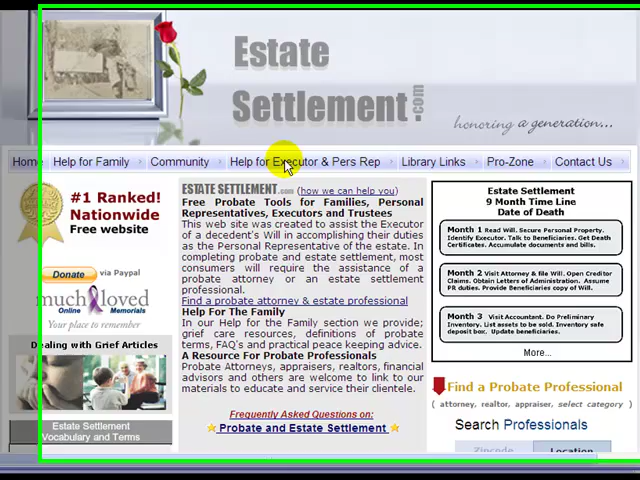 Estate
Settlement.com
honoring a generation...
Home
Help for Family
Community
Help for Executor & Pers Rep
Library Links
Pro-Zone
Contact Us
#1 Ranked!
Nationwide
Free website
Donate via Paypal
much loved
Online Memorials
Your place to remember
Dealing with Grief Articles
Estate Settlement
Vocabulary and Terms
ESTATE SETTLEMENT.com (how we can help you)
Free Probate Tools for Families, Personal
Representatives, Executors and Trustees
This web site was created to assist the Executor
of a decedent's Will in accomplishing their duties
as the Personal Representative of the estate. In
completing probate and estate settlement, most
consumers will require the assistance of a
probate attorney or an estate settlement
professional.
Find a probate attorney & estate professional
Help For The Family
In our Help for the Family section we provide;
grief care resources, definitions of probate
terms, FAQ's and practical peace keeping advice.
A Resource For Probate Professionals
Probate Attorneys, appraisers, realtors, financial
advisors and others are welcome to link to our
materials to educate and service their clientele.
Frequently Asked Questions on:
Probate and Estate Settlement
Estate Settlement
9 Month Time Line
Date of Death
Month 1 Read Will. Secure Personal Property.
Identify Executor. Talk to Beneficiaries. Get Death
Certificates. Accumulate documents and bills.
Month 2 Visit Attorney & file Will. Open Creditor
Claims. Obtain Letters of Administration. Assume
PR duties. Provide Beneficiaries copy of Will.
Month 3 Visit Accountant. Do Preliminary
Inventory. List assets to be sold. Inventory safe
deposit box. Update beneficiaries.
More...
Find a Probate Professional
( attorney, realtor, appraiser, select category )
Search Professionals
Zipcode
Location